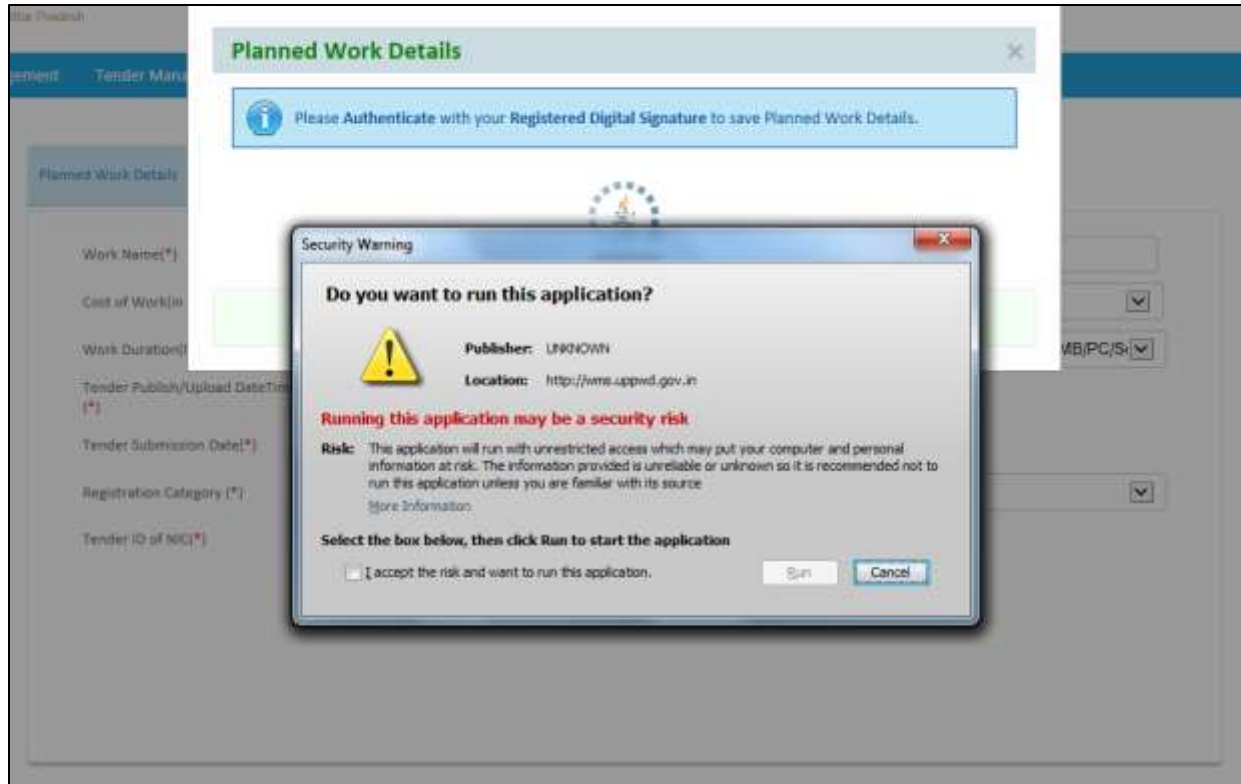 Planned Work Details
Tender
Please Authenticate with your Registered Digital Signature to save Planned Work Details.
Planned Work Details
Security Warning
Work Name(*)
Do you want to run this application?
Cost of Work(in
Publisher: UNKNOWN
Work Duration(
Location: http://wms.uppwd.gov.in
Tender Publish/Upload
(*)
Running this application may be a security risk
Risk: This application will run with unrestricted access which may put your computer and personal
information at risk. The information provided is unreliable or unknown so it is recommended not to
run this application unless you are familiar with its source
More Information
Tender Submission Date(*)
Registration Category (*)
Tender ID of NIC(*)
Select the box below, then click Run to start the application
I accept the risk and want to run this application.
Run
Cancel